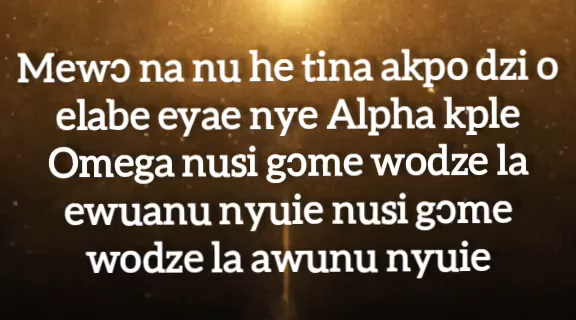 Mewɔ na nu he tina akpo dzi o
elabe eyae nye Alpha kple
Omega nusi gɔme wodze la
ewuanu nyuie nusi gɔme
wodze la awunu nyuie